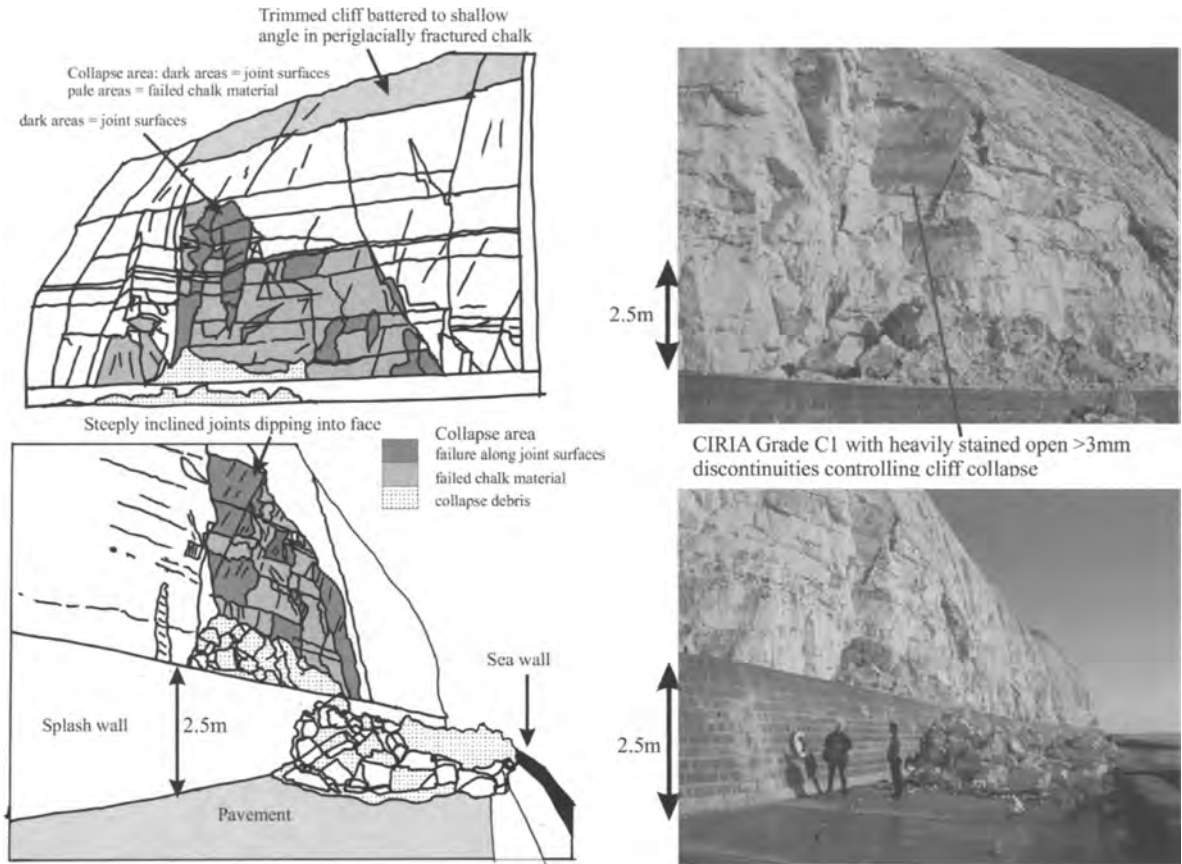 Trimmed cliff battered to shallow
angle in periglacially fractured chalk
Collapse area: dark areas = joint surfaces
pale areas = failed chalk material
dark areas = joint surfaces
2.5m
Steeply inclined joints dipping into face
Collapse area
failure along joint surfaces
failed chalk material
collapse debris
CIRIA Grade C1 with heavily stained open >3mm
discontinuities controlling cliff collapse
Sea wall
Splash wall
2.5m
Pavement
2.5m